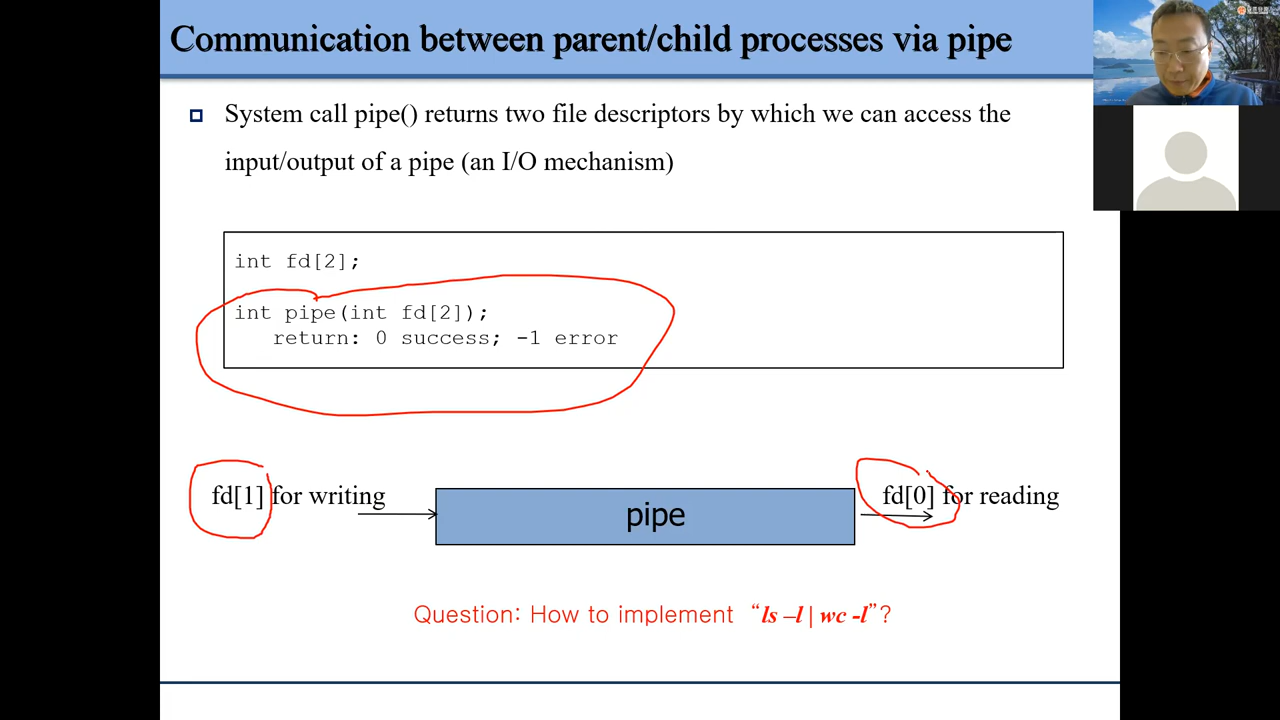 Communication between parent/child processes via pipe
System call pipe() returns two file descriptors by which we can access the
input/output of a pipe (an I/O mechanism)
int fd[2];
int pipe(int fd[2]);
return: 0 success; -1 error
fd[1] for writing
pipe
fd[0] for reading
Question: How to implement “ls –l | wc -l”?